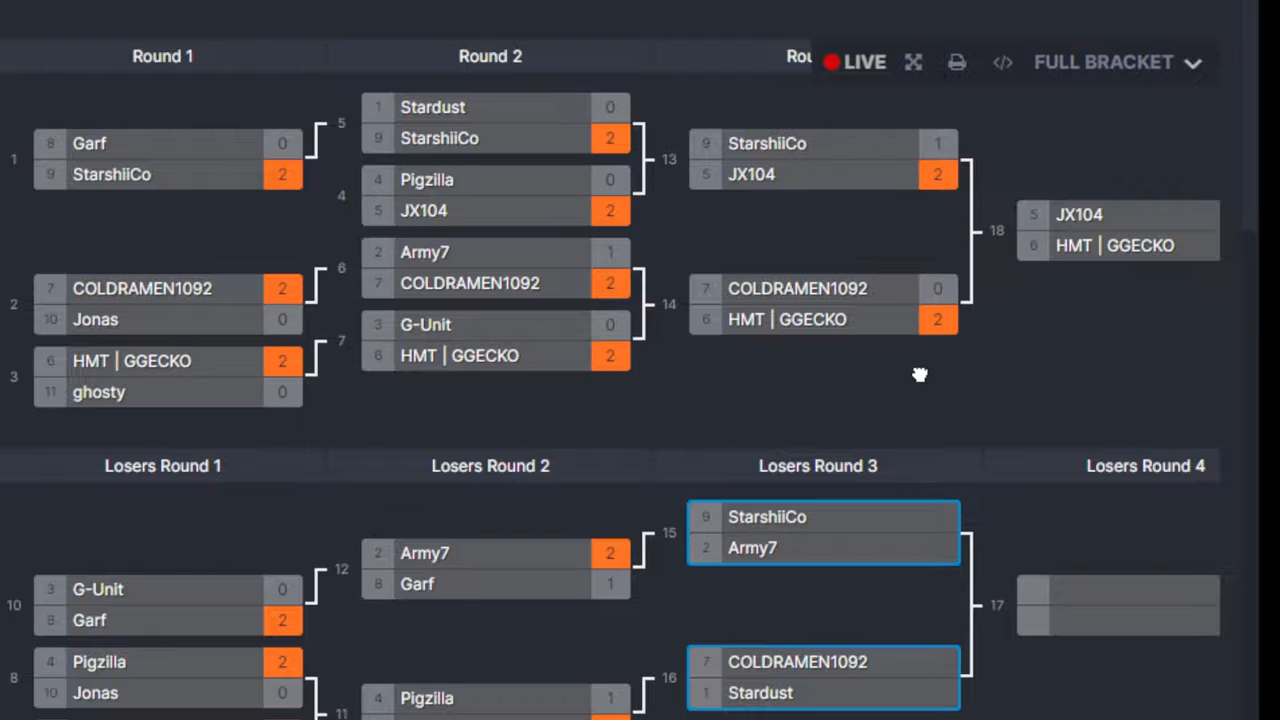 Round 1
Round 2
Rou
LIVE
</>
FULL BRACKET
1
8 Garf 0
9 StarshiiCo 2
2
7 COLDRAMEN1092 2
10 Jonas 0
3
6 HMT | GGECKO 2
11 ghosty 0
5
1 Stardust 0
9 StarshiiCo 2
4
4 Pigzilla 0
5 JX104 2
6
2 Army7 1
7 COLDRAMEN1092 2
7
3 G-Unit 0
6 HMT | GGECKO 2
13
9 StarshiiCo 1
5 JX104 2
14
7 COLDRAMEN1092 0
6 HMT | GGECKO 2
18
5 JX104
6 HMT | GGECKO
Losers Round 1
Losers Round 2
Losers Round 3
Losers Round 4
10
3 G-Unit 0
8 Garf 2
8
4 Pigzilla 2
10 Jonas 0
12
2 Army7 2
8 Garf 1
11
4 Pigzilla 1
15
9 StarshiiCo
2 Army7
16
7 COLDRAMEN1092
1 Stardust
17